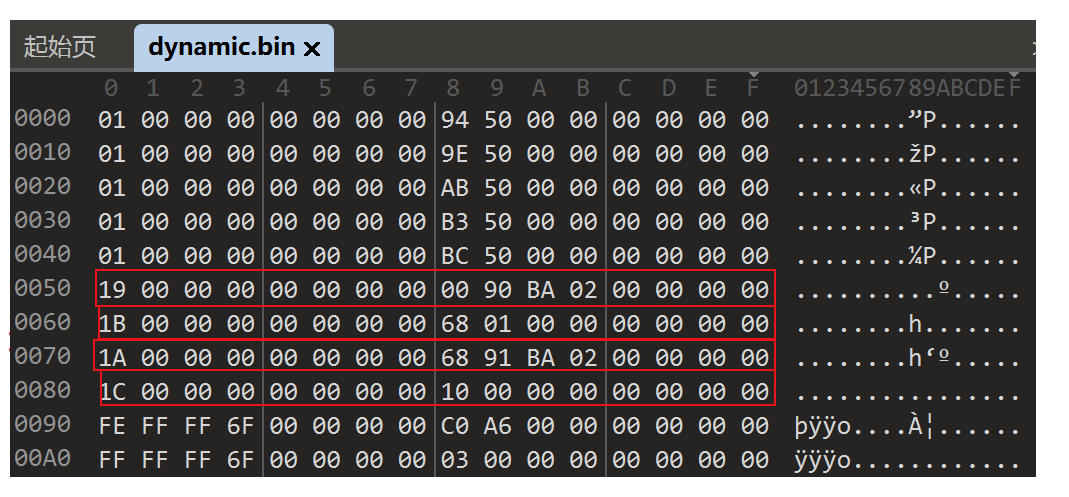 起始页 dynamic.bin ×
0 1 2 3 4 5 6 7 8 9 A B C D E F 0123456789ABCDEF
0000 01 00 00 00 00 00 00 00 94 50 00 00 00 00 00 00 ........”P......
0010 01 00 00 00 00 00 00 00 9E 50 00 00 00 00 00 00 ........žP......
0020 01 00 00 00 00 00 00 00 AB 50 00 00 00 00 00 00 ........«P......
0030 01 00 00 00 00 00 00 00 B3 50 00 00 00 00 00 00 ........³P......
0040 01 00 00 00 00 00 00 00 BC 50 00 00 00 00 00 00 ........¼P......
0050 19 00 00 00 00 00 00 00 00 90 BA 02 00 00 00 00 ..........º.....
0060 1B 00 00 00 00 00 00 00 68 01 00 00 00 00 00 00 ........h.......
0070 1A 00 00 00 00 00 00 00 68 91 BA 02 00 00 00 00 ........h‘º.....
0080 1C 00 00 00 00 00 00 00 10 00 00 00 00 00 00 00 ................
0090 FE FF FF 6F 00 00 00 00 C0 A6 00 00 00 00 00 00 þÿÿo....À¦......
00A0 FF FF FF 6F 00 00 00 00 03 00 00 00 00 00 00 00 ÿÿÿo............